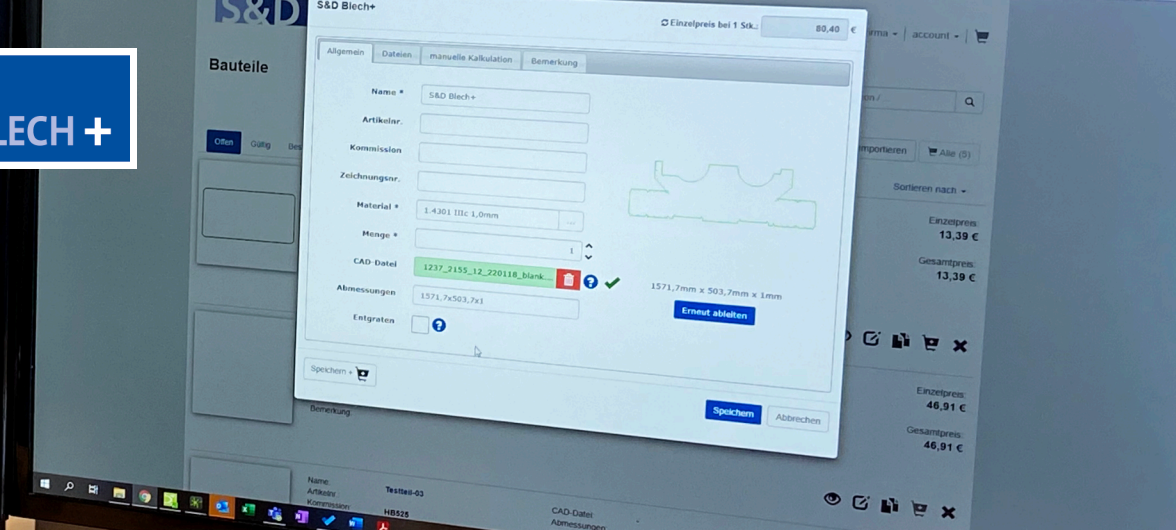 S&D
S&D Blech+
Einzelpreis bei 1 Stk.: 80,40 €
account
Bauteile
LECH +
Allgemein Dateien manuelle Kalkulation Bemerkung
Name * S&D Blech+
Artikelnr.
Kommission
Zeichnungsnr.
Material * 1.4301 IIIc 1,0mm ...
Menge * 1
CAD-Datei 1237_2155_12_220118_blank...
Abmessungen 1571,7x503,7x1
Entgraten
1571,7mm x 503,7mm x 1mm
Erneut ableiten
Speichern +
Speichern Abbrechen
Offen Gültig
Alle (5)
Sortieren nach
Einzelpreis:
13,39 €
Gesamtpreis:
13,39 €
Einzelpreis:
46,91 €
Gesamtpreis:
46,91 €
Bemerkung:
Name: Testteil-03
Artikelnr.:
Kommission HB525
CAD-Datei
Abmessungen